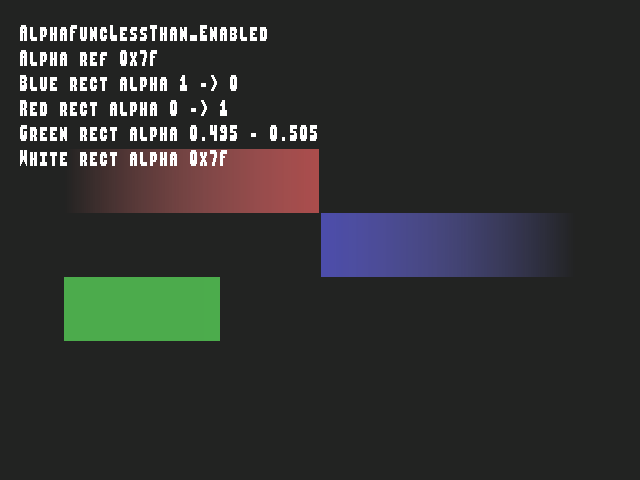 AlphaFuncLessThan_Enabled
Alpha ref 0x7f
Blue rect alpha 1 -> 0
Red rect alpha 0 -> 1
Green rect alpha 0.495 - 0.505
White rect alpha 0x7f